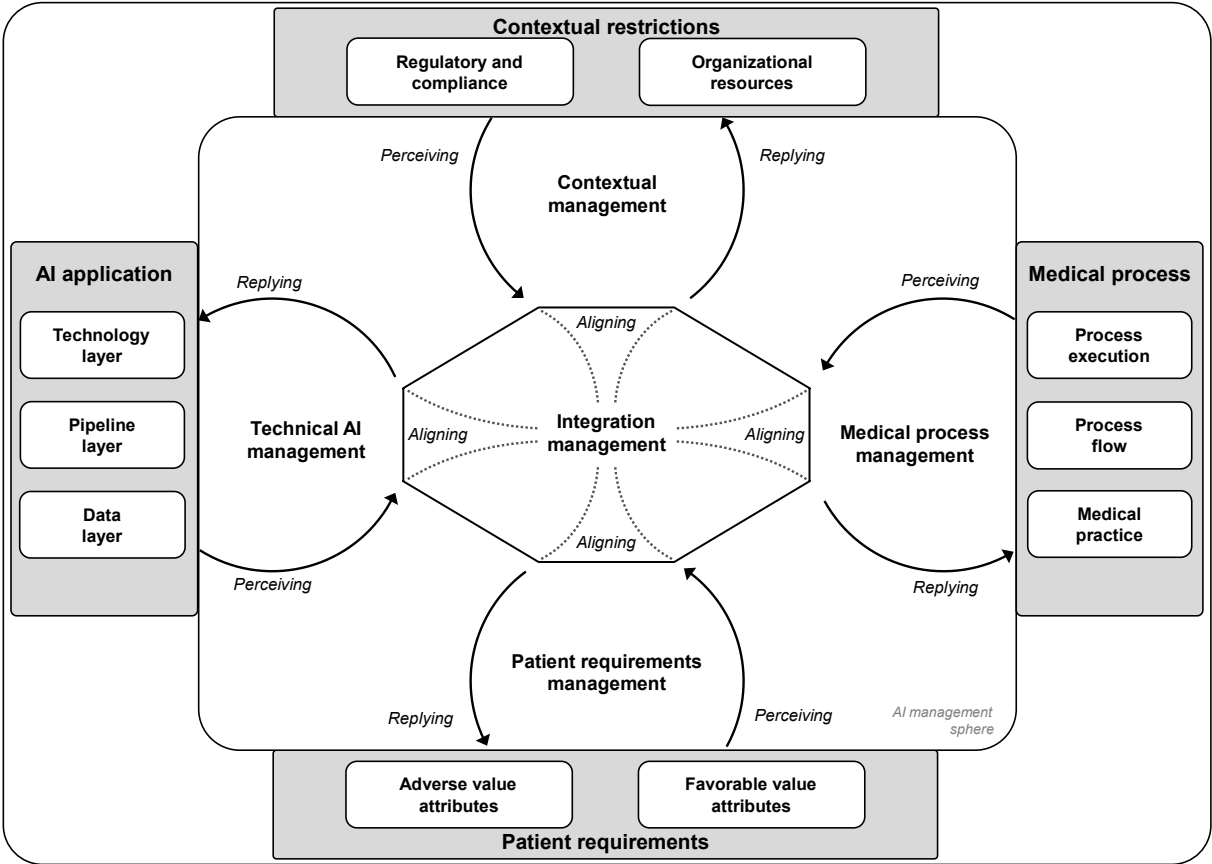 Contextual restrictions
Regulatory and
compliance
Organizational
resources
Perceiving
Replying
Contextual
management
AI application
Technology
layer
Pipeline
layer
Data
layer
Replying
Technical AI
management
Perceiving
Aligning
Aligning
Integration
management
Aligning
Aligning
Medical process
Perceiving
Process
execution
Process
flow
Medical
practice
Medical process
management
Replying
Patient requirements
management
Replying
Perceiving
AI management
sphere
Adverse value
attributes
Favorable value
attributes
Patient requirements